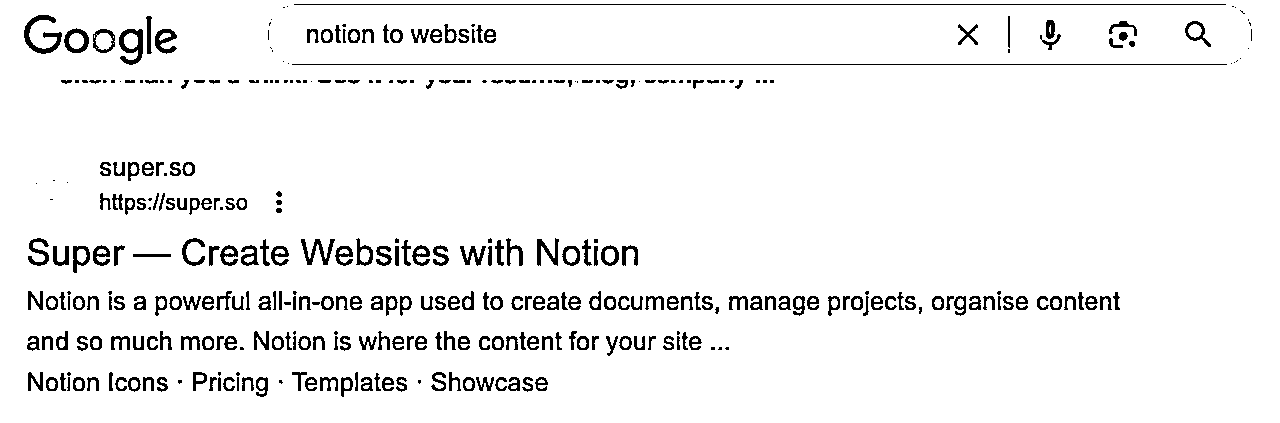 Google
notion to website
super.so
https://super.so
Super — Create Websites with Notion
Notion is a powerful all-in-one app used to create documents, manage projects, organise content
and so much more. Notion is where the content for your site ...
Notion Icons · Pricing · Templates · Showcase